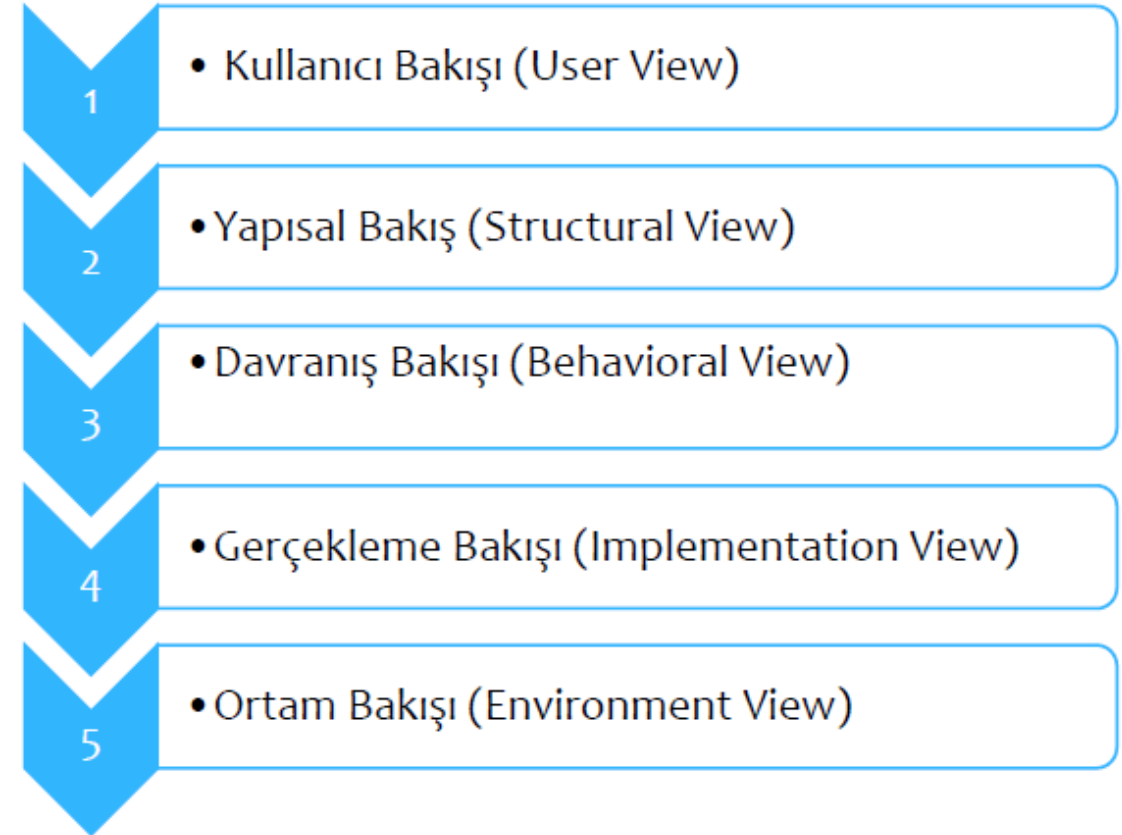 1
• Kullanıcı Bakışı (User View)
2
•Yapısal Bakış (Structural View)
3
•Davranış Bakışı (Behavioral View)
4
•Gerçekleme Bakışı (Implementation View)
5
•Ortam Bakışı (Environment View)